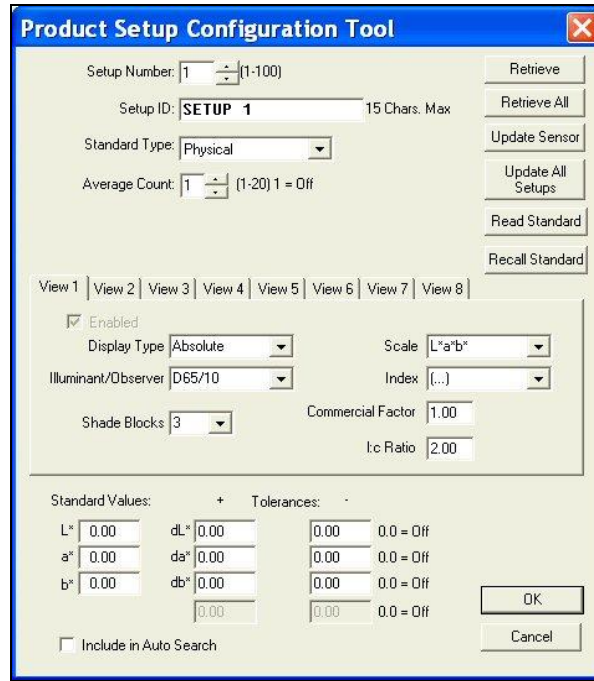 Product Setup Configuration Tool
Setup Number: 1 (1-100)
Retrieve
Setup ID: SETUP 1 15 Chars. Max
Retrieve All
Standard Type: Physical
Update Sensor
Average Count: 1 (1-20) 1 = Off
Update All
Setups
Read Standard
Recall Standard
View 1 View 2 View 3 View 4 View 5 View 6 View 7 View 8
Enabled
Display Type Absolute Scale L*a*b*
Illuminant/Observer D65/10 Index (...)
Shade Blocks 3 Commercial Factor 1.00
l:c Ratio 2.00
Standard Values: + Tolerances: -
L* 0.00 dL* 0.00 0.00 0.0 = Off
a* 0.00 da* 0.00 0.00 0.0 = Off
b* 0.00 db* 0.00 0.00 0.0 = Off
0.00 0.00 0.0 = Off
OK
Include in Auto Search
Cancel